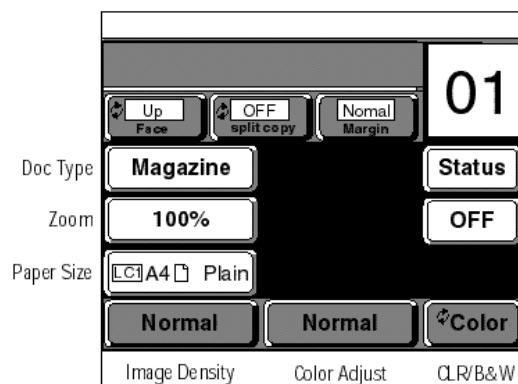 01
Up OFF Nomal
Face split copy Margin
Doc Type Magazine Status
Zoom 100% OFF
Paper Size LC1 A4 Plain
Normal Normal Color
Image Density Color Adjust CLR/B&W